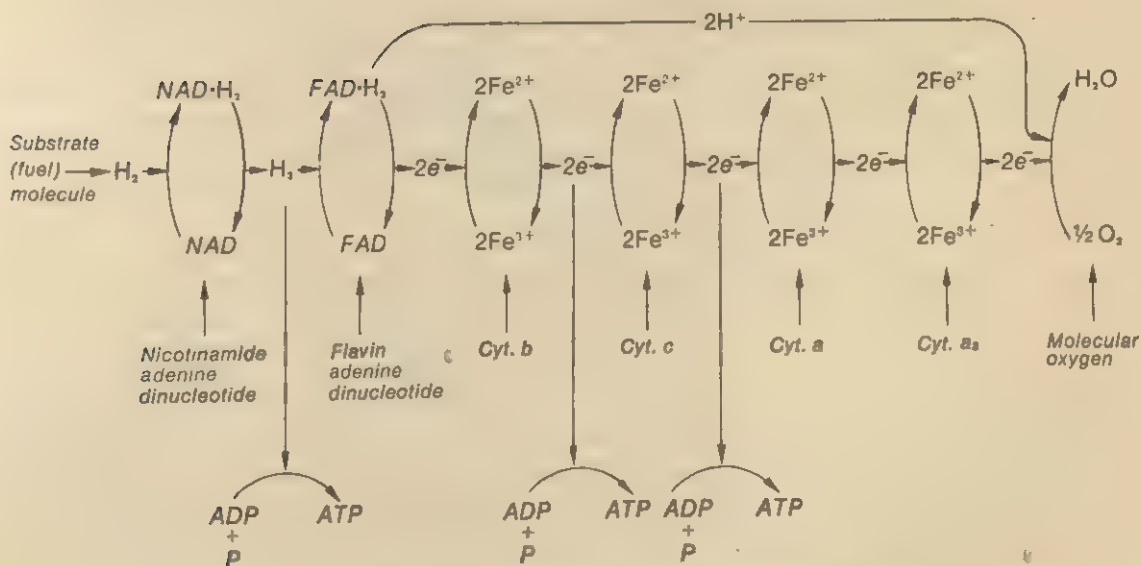 2H⁺
NAD·H₂ FAD·H₂ 2Fe²⁺ 2Fe²⁺ 2Fe²⁺ 2Fe²⁺ H₂O
Substrate
(fuel)
molecule
H₂ H₂ 2e⁻ 2e⁻ 2e⁻ 2e⁻ 2e⁻
NAD FAD 2Fe³⁺ 2Fe³⁺ 2Fe³⁺ 2Fe³⁺ ½ O₂
Nicotinamide
adenine
dinucleotide
Flavin
adenine
dinucleotide
Cyt. b
Cyt. c
Cyt. a
Cyt. a₃
Molecular
oxygen
ADP ATP ADP ATP ADP ATP
+ + +
P P P